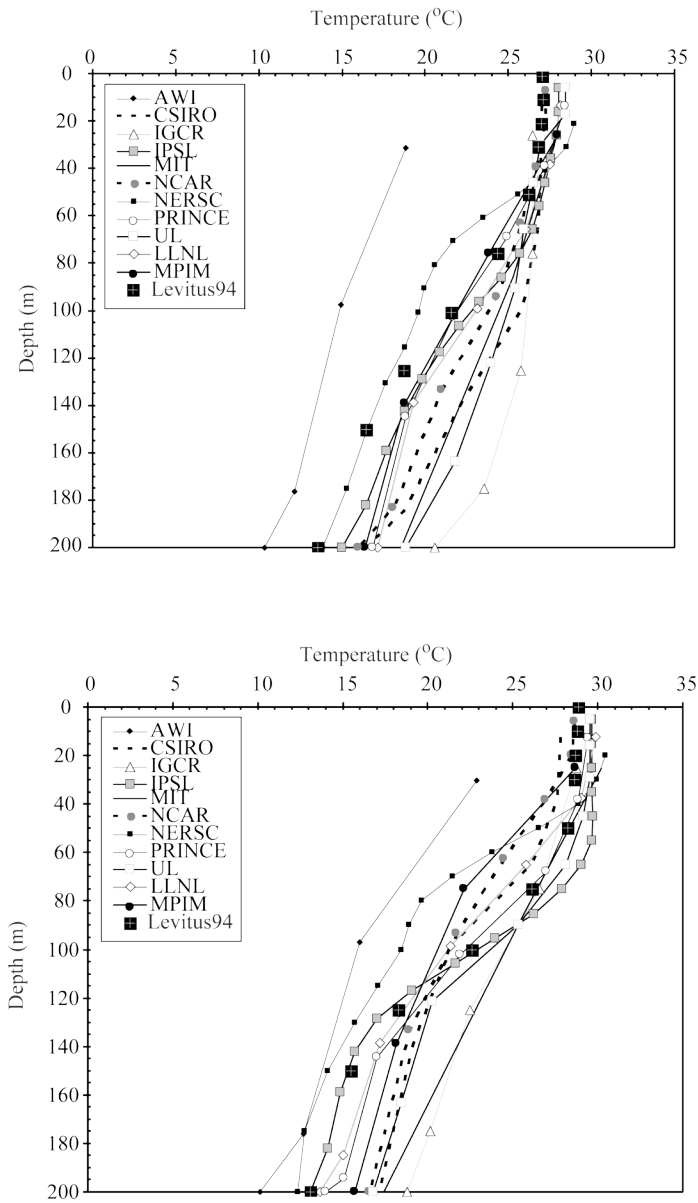 Temperature (°C)
0 5 10 15 20 25 30 35
0
20
40
60
80
100
120
140
160
180
200
Depth (m)
AWI
CSIRO
IGCR
IPSL
MIT
NCAR
NERSC
PRINCE
UL
LLNL
MPIM
Levitus94
Temperature (°C)
0 5 10 15 20 25 30 35
0
20
40
60
80
100
120
140
160
180
200
Depth (m)
AWI
CSIRO
IGCR
IPSL
MIT
NCAR
NERSC
PRINCE
UL
LLNL
MPIM
Levitus94